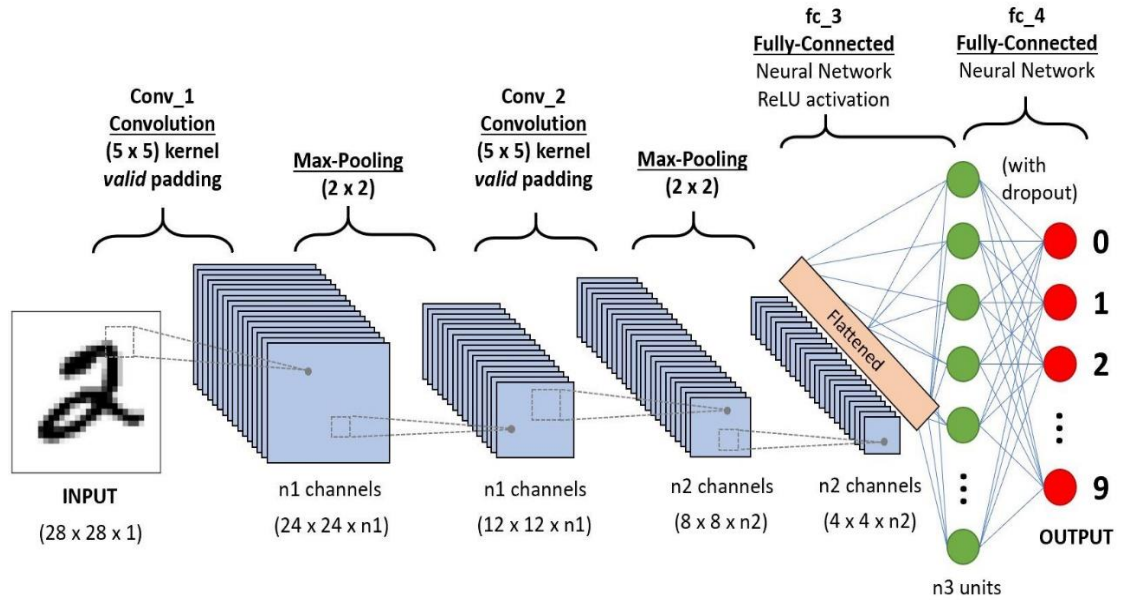 fc_3
Fully-Connected
Neural Network
ReLU activation
fc_4
Fully-Connected
Neural Network
Conv_1
Convolution
(5 x 5) kernel
valid padding
Max-Pooling
(2 x 2)
Conv_2
Convolution
(5 x 5) kernel
valid padding
Max-Pooling
(2 x 2)
(with
dropout)
Flattened
0
1
2
9
INPUT
(28 x 28 x 1)
n1 channels
(24 x 24 x n1)
n1 channels
(12 x 12 x n1)
n2 channels
(8 x 8 x n2)
n2 channels
(4 x 4 x n2)
OUTPUT
n3 units
2